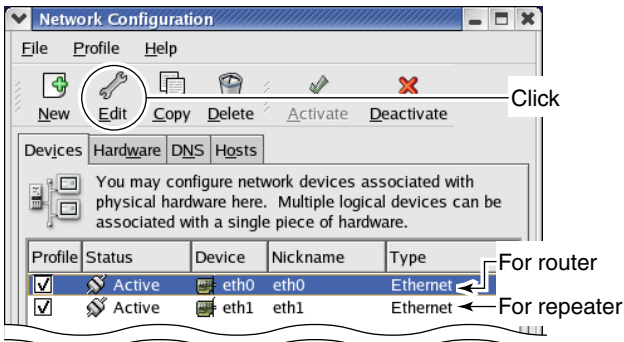 Network Configuration
File Profile Help
New Edit Copy Delete Activate Deactivate
Click
Devices Hardware DNS Hosts
You may configure network devices associated with
physical hardware here. Multiple logical devices can be
associated with a single piece of hardware.
Profile Status Device Nickname Type
Active eth0 eth0 Ethernet
For router
Active eth1 eth1 Ethernet
For repeater